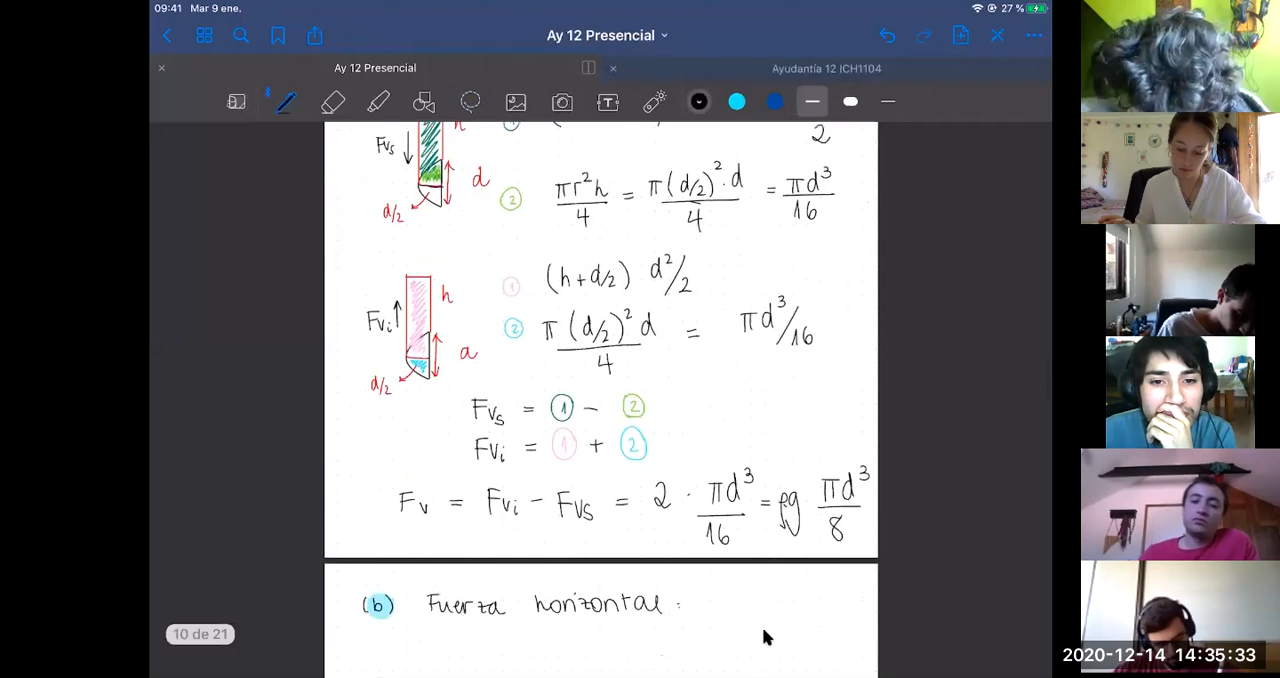 09:41 Mar 9 ene. 27 %
Ay 12 Presencial
Ay 12 Presencial
Ayudantía 12 ICH1104
2
Fvs
d
d/2
② πr²h/4 = π(d/2)²·d/4 = πd³/16
Fvi
h
a
d/2
① (h+d/2) d²/2
② π(d/2)²d/4 = πd³/16
Fvs = ① - ②
Fvi = ① + ②
Fv = Fvi - Fvs = 2 · πd³/16 = ρg πd³/8
(b) Fuerza horizontal :
10 de 21
2020-12-14 14:35:33